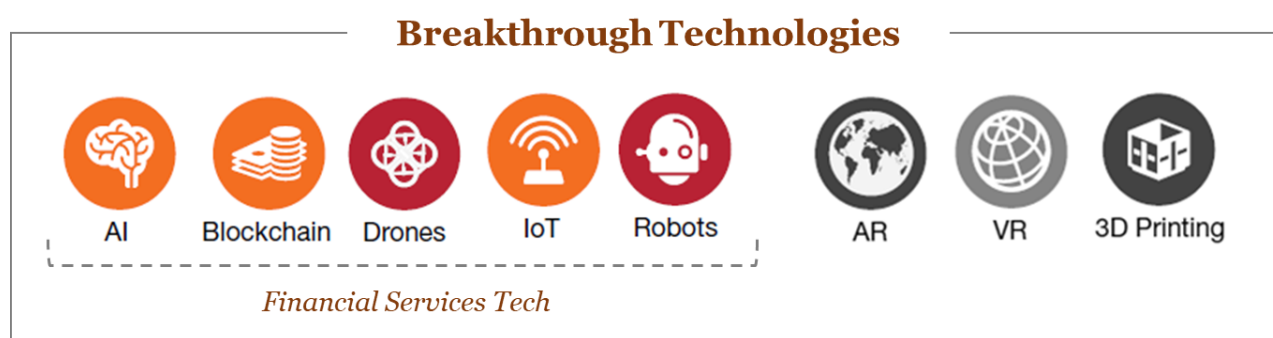 Breakthrough Technologies
AI Blockchain Drones IoT Robots AR VR 3D Printing
Financial Services Tech